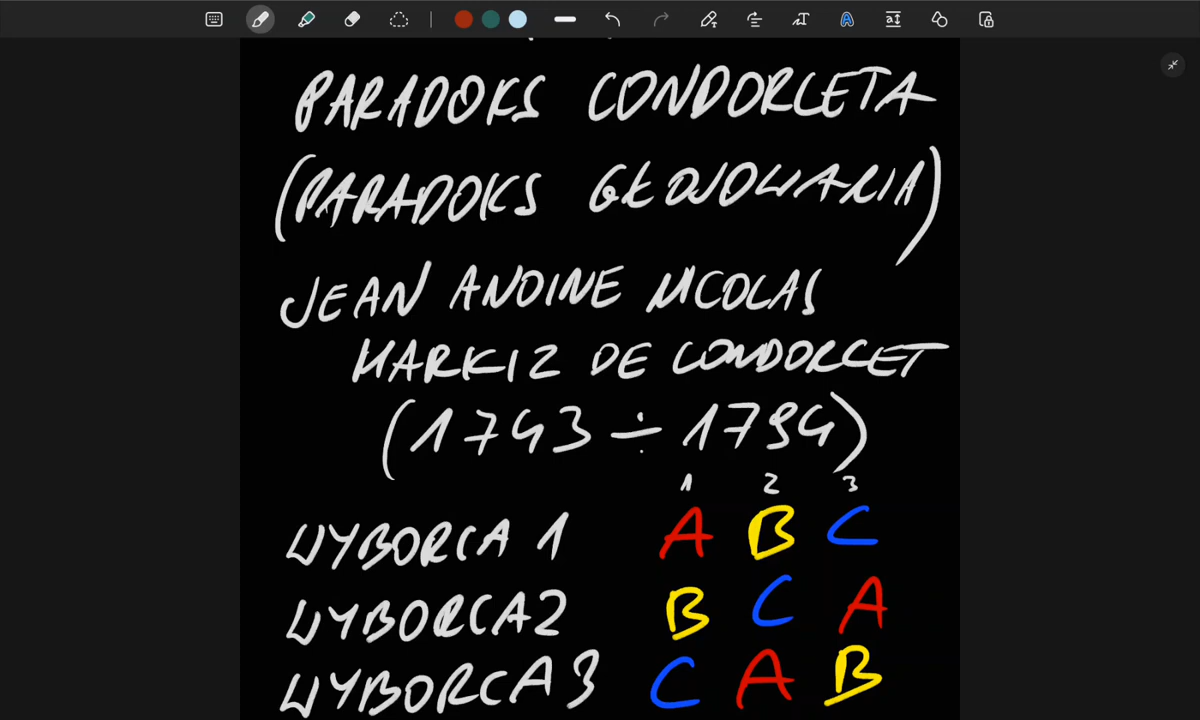 PARADOKS CONDORCETA
(PARADOKS GŁOSOWANIA)
JEAN ANOINE NICOLAS
MARKIZ DE CONDORCET
(1743 ÷ 1794)
1 2 3
WYBORCA 1 A B C
WYBORCA 2 B C A
WYBORCA 3 C A B